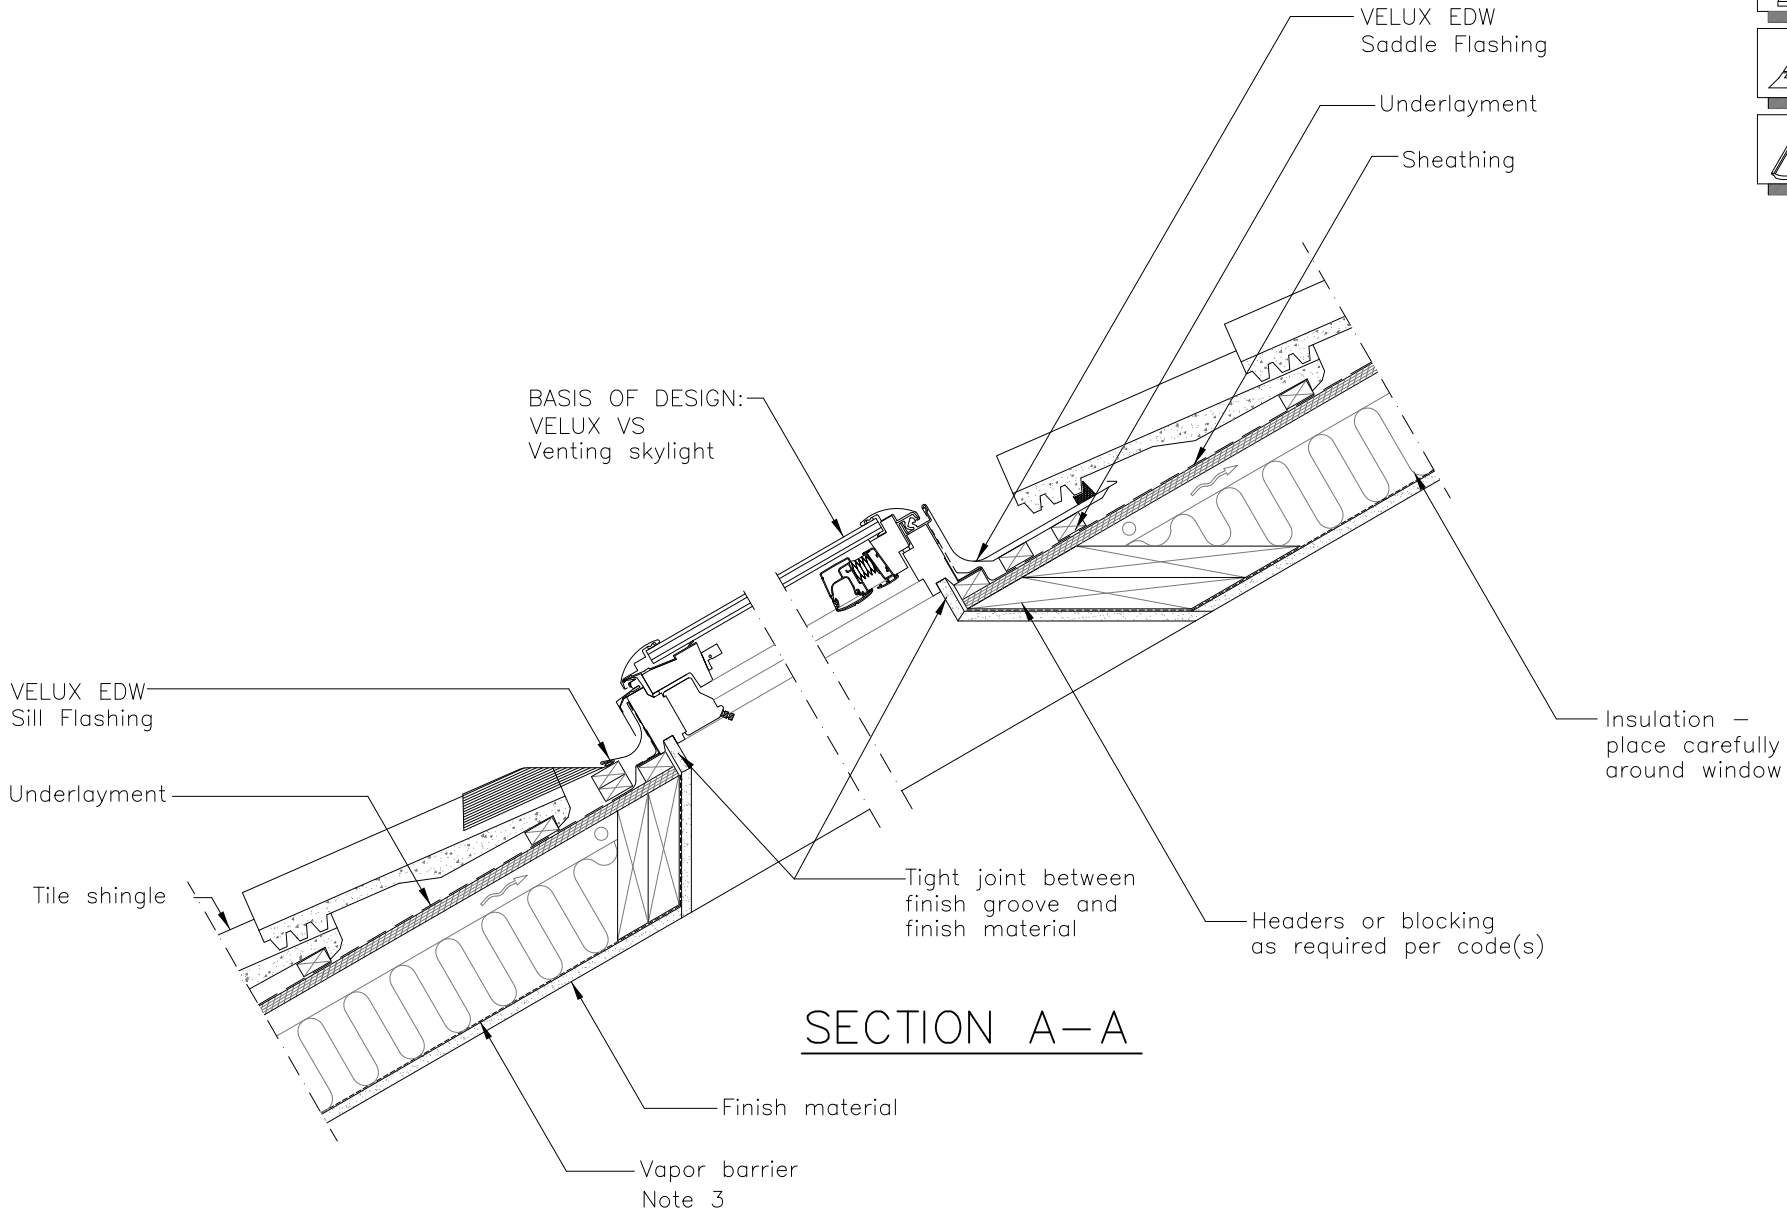 VELUX EDW
Saddle Flashing
Underlayment
Sheathing
BASIS OF DESIGN:
VELUX VS
Venting skylight
VELUX EDW
Sill Flashing
Underlayment
Tile shingle
Insulation –
place carefully
around window
Tight joint between
finish groove and
finish material
Headers or blocking
as required per code(s)
SECTION A–A
Finish material
Vapor barrier
Note 3